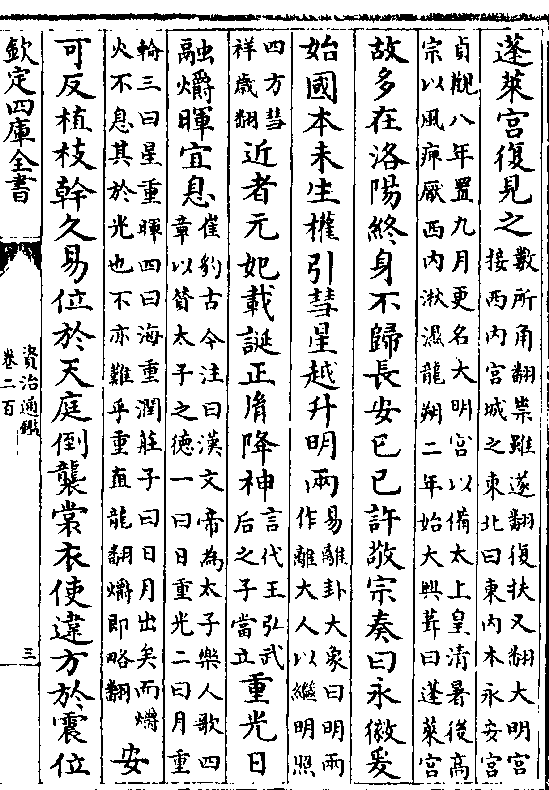 蓬萊宮復見之數所角翻祟雖遂翻復扶又翻大明宮接西内宮城之東北曰東内本永安宮
貞觀八年置九月更名大明宮以備太上皇清暑後高宗以風痹厭西内湫濕龍朔二年始大興葺曰蓬萊宮
故多在洛陽終身不歸長安己巳許敬宗奏曰永徽爰
始國本未生權引彗星越升明兩易離卦大象曰明兩作離大人以繼明照
四方彗祥歲翻近者元妃載誕正胤降神言代王弘武后之子當立重光日
融爝暉宜息崔豹古今注曰漢文帝為太子樂人歌四章以贊太子之德一曰日重光二曰月重
輪三曰星重暉四曰海重潤莊子曰日月出矣而爝火不息其於光也不亦難乎重直龍翻爝即略翻安
可反植枝幹久易位於天庭倒襲裳衣使違方於震位
欽定四庫全書
資治通鑑
卷二百
三